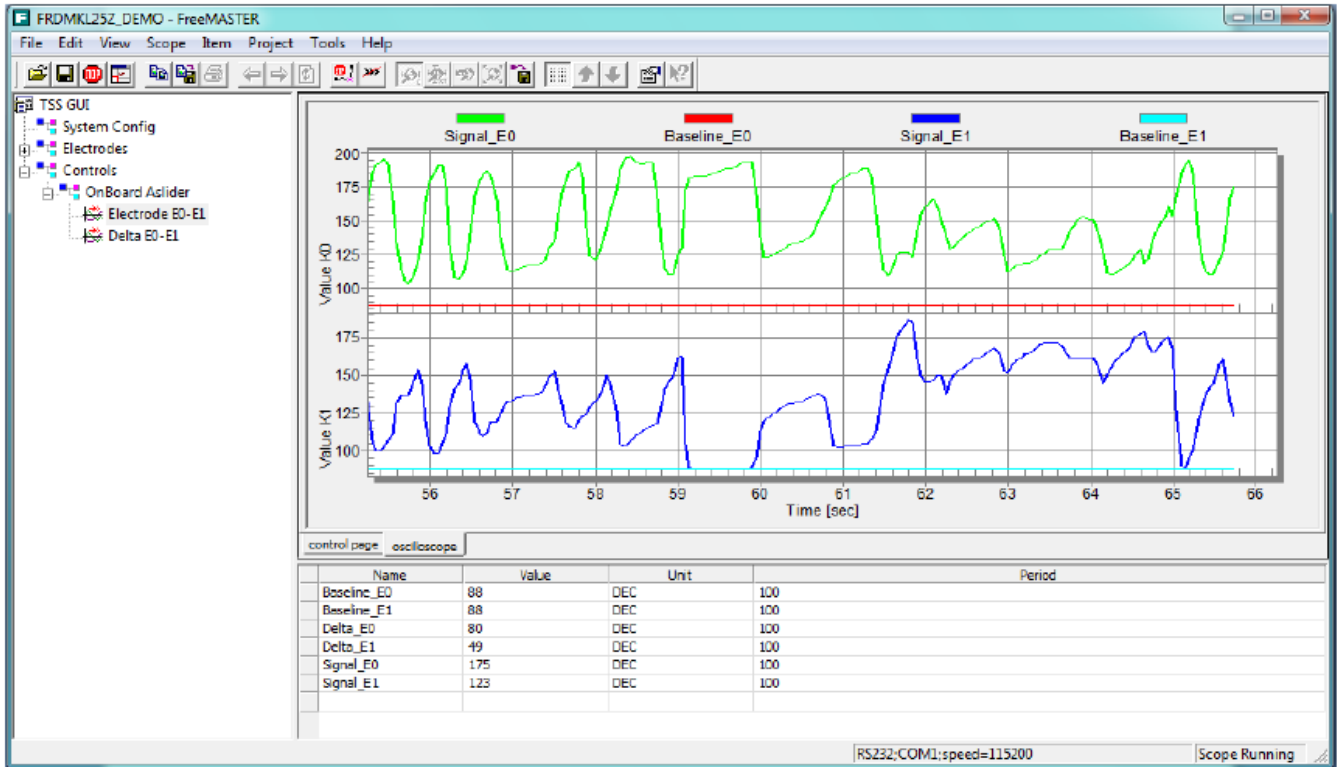 FRDMKL25Z_DEMO - FreeMASTER
File Edit View Scope Item Project Tools Help
TSS GUI
System Config
Electrodes
Controls
OnBoard Aslider
Electrode E0-E1
Delta E0-E1
Signal_E0 Baseline_E0 Signal_E1 Baseline_E1
200
175
150
125
100
Value K0
175
150
125
100
Value K1
56 57 58 59 60 61 62 63 64 65 66
Time [sec]
control page oscilloscope
Name Value Unit Period
Baseline_E0 88 DEC 100
Baseline_E1 88 DEC 100
Delta_E0 80 DEC 100
Delta_E1 49 DEC 100
Signal_E0 175 DEC 100
Signal_E1 123 DEC 100
RS232;COM1;speed=115200 Scope Running